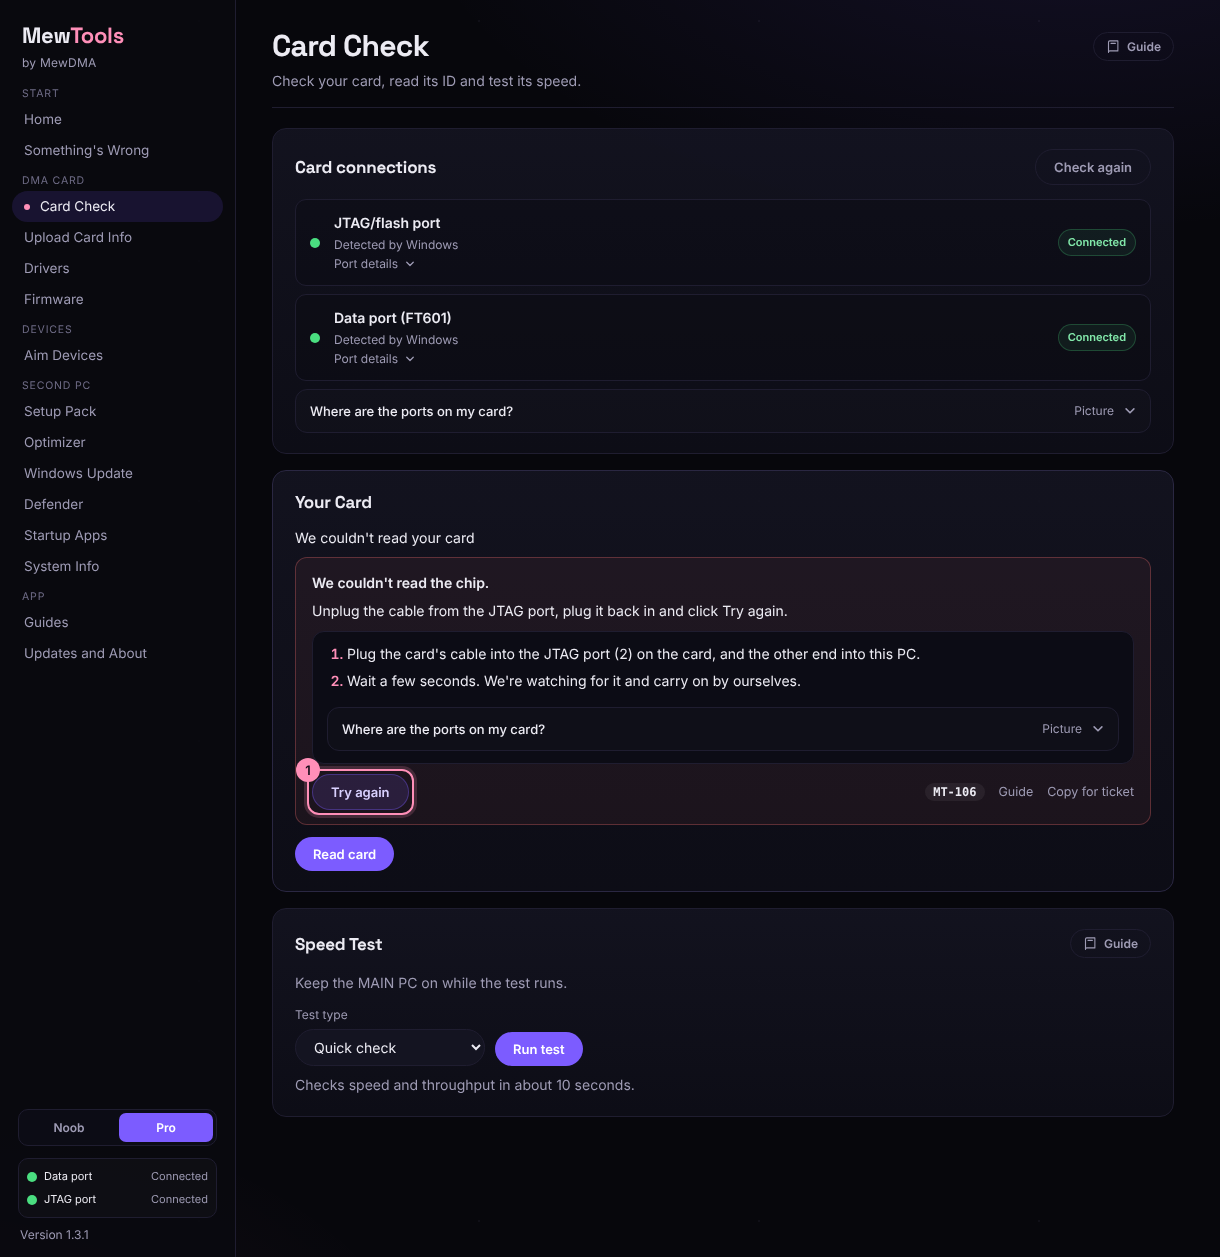 MewTools
by MewDMA
START
Home
Something's Wrong
DMA CARD
Card Check
Upload Card Info
Drivers
Firmware
DEVICES
Aim Devices
SECOND PC
Setup Pack
Optimizer
Windows Update
Defender
Startup Apps
System Info
APP
Guides
Updates and About
Noob Pro
Data port Connected
JTAG port Connected
Version 1.3.1
Card Check
Guide
Check your card, read its ID and test its speed.
Card connections
Check again
JTAG/flash port
Detected by Windows
Port details
Connected
Data port (FT601)
Detected by Windows
Port details
Connected
Where are the ports on my card? Picture
Your Card
We couldn't read your card
We couldn't read the chip.
Unplug the cable from the JTAG port, plug it back in and click Try again.
1. Plug the card's cable into the JTAG port (2) on the card, and the other end into this PC.
2. Wait a few seconds. We're watching for it and carry on by ourselves.
Where are the ports on my card? Picture
1
Try again MT-106 Guide Copy for ticket
Read card
Speed Test
Guide
Keep the MAIN PC on while the test runs.
Test type
Quick check Run test
Checks speed and throughput in about 10 seconds.